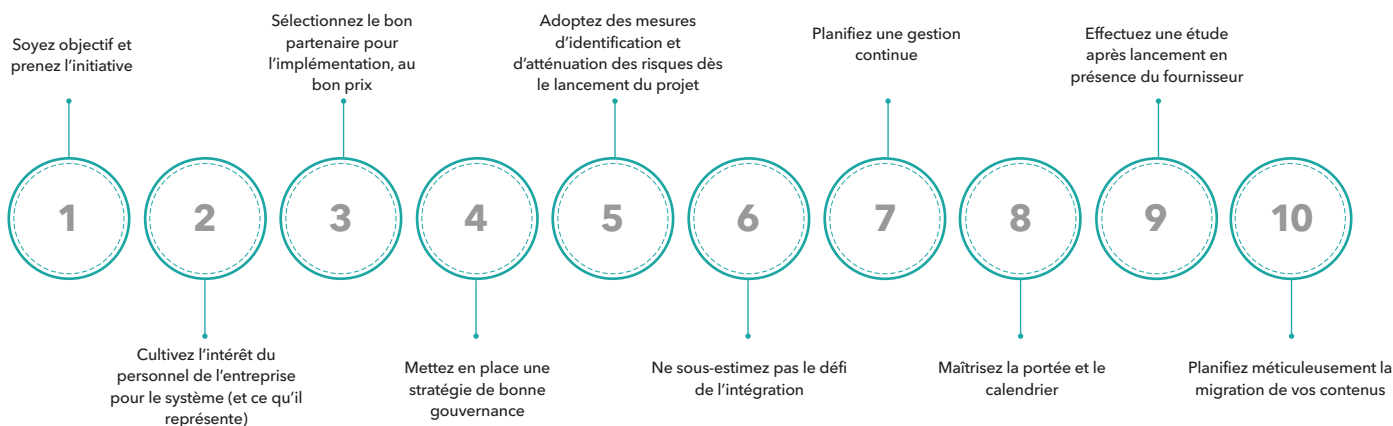 Soyez objectif et
prenez l'initiative
1
Cultivez l'intérêt du
personnel de l'entreprise
pour le système (et ce qu'il
représente)
2
Sélectionnez le bon
partenaire pour
l'implémentation, au
bon prix
3
Mettez en place une
stratégie de bonne
gouvernance
4
Adoptez des mesures
d'identification et
d'atténuation des risques dès
le lancement du projet
5
Ne sous-estimez pas le défi
de l'intégration
6
Planifiez une gestion
continue
7
Maîtrisez la portée et le
calendrier
8
Effectuez une étude
après lancement en
présence du fournisseur
9
Planifiez méticuleusement la
migration de vos contenus
10